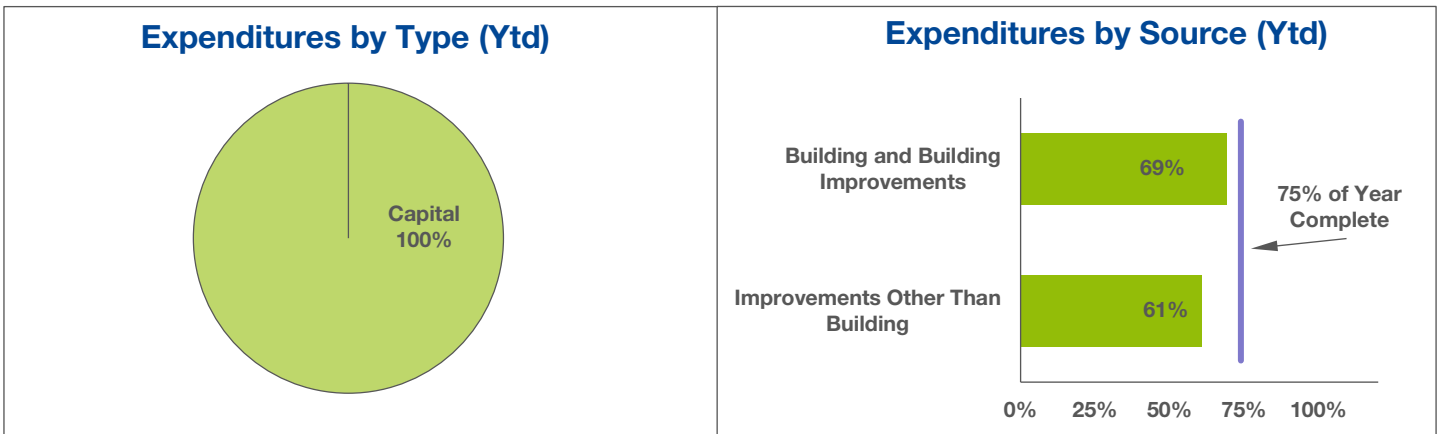 Expenditures by Type (Ytd)
Capital
100%
Expenditures by Source (Ytd)
Building and Building
Improvements
69%
75% of Year
Complete
Improvements Other Than
Building
61%
0% 25% 50% 75% 100%